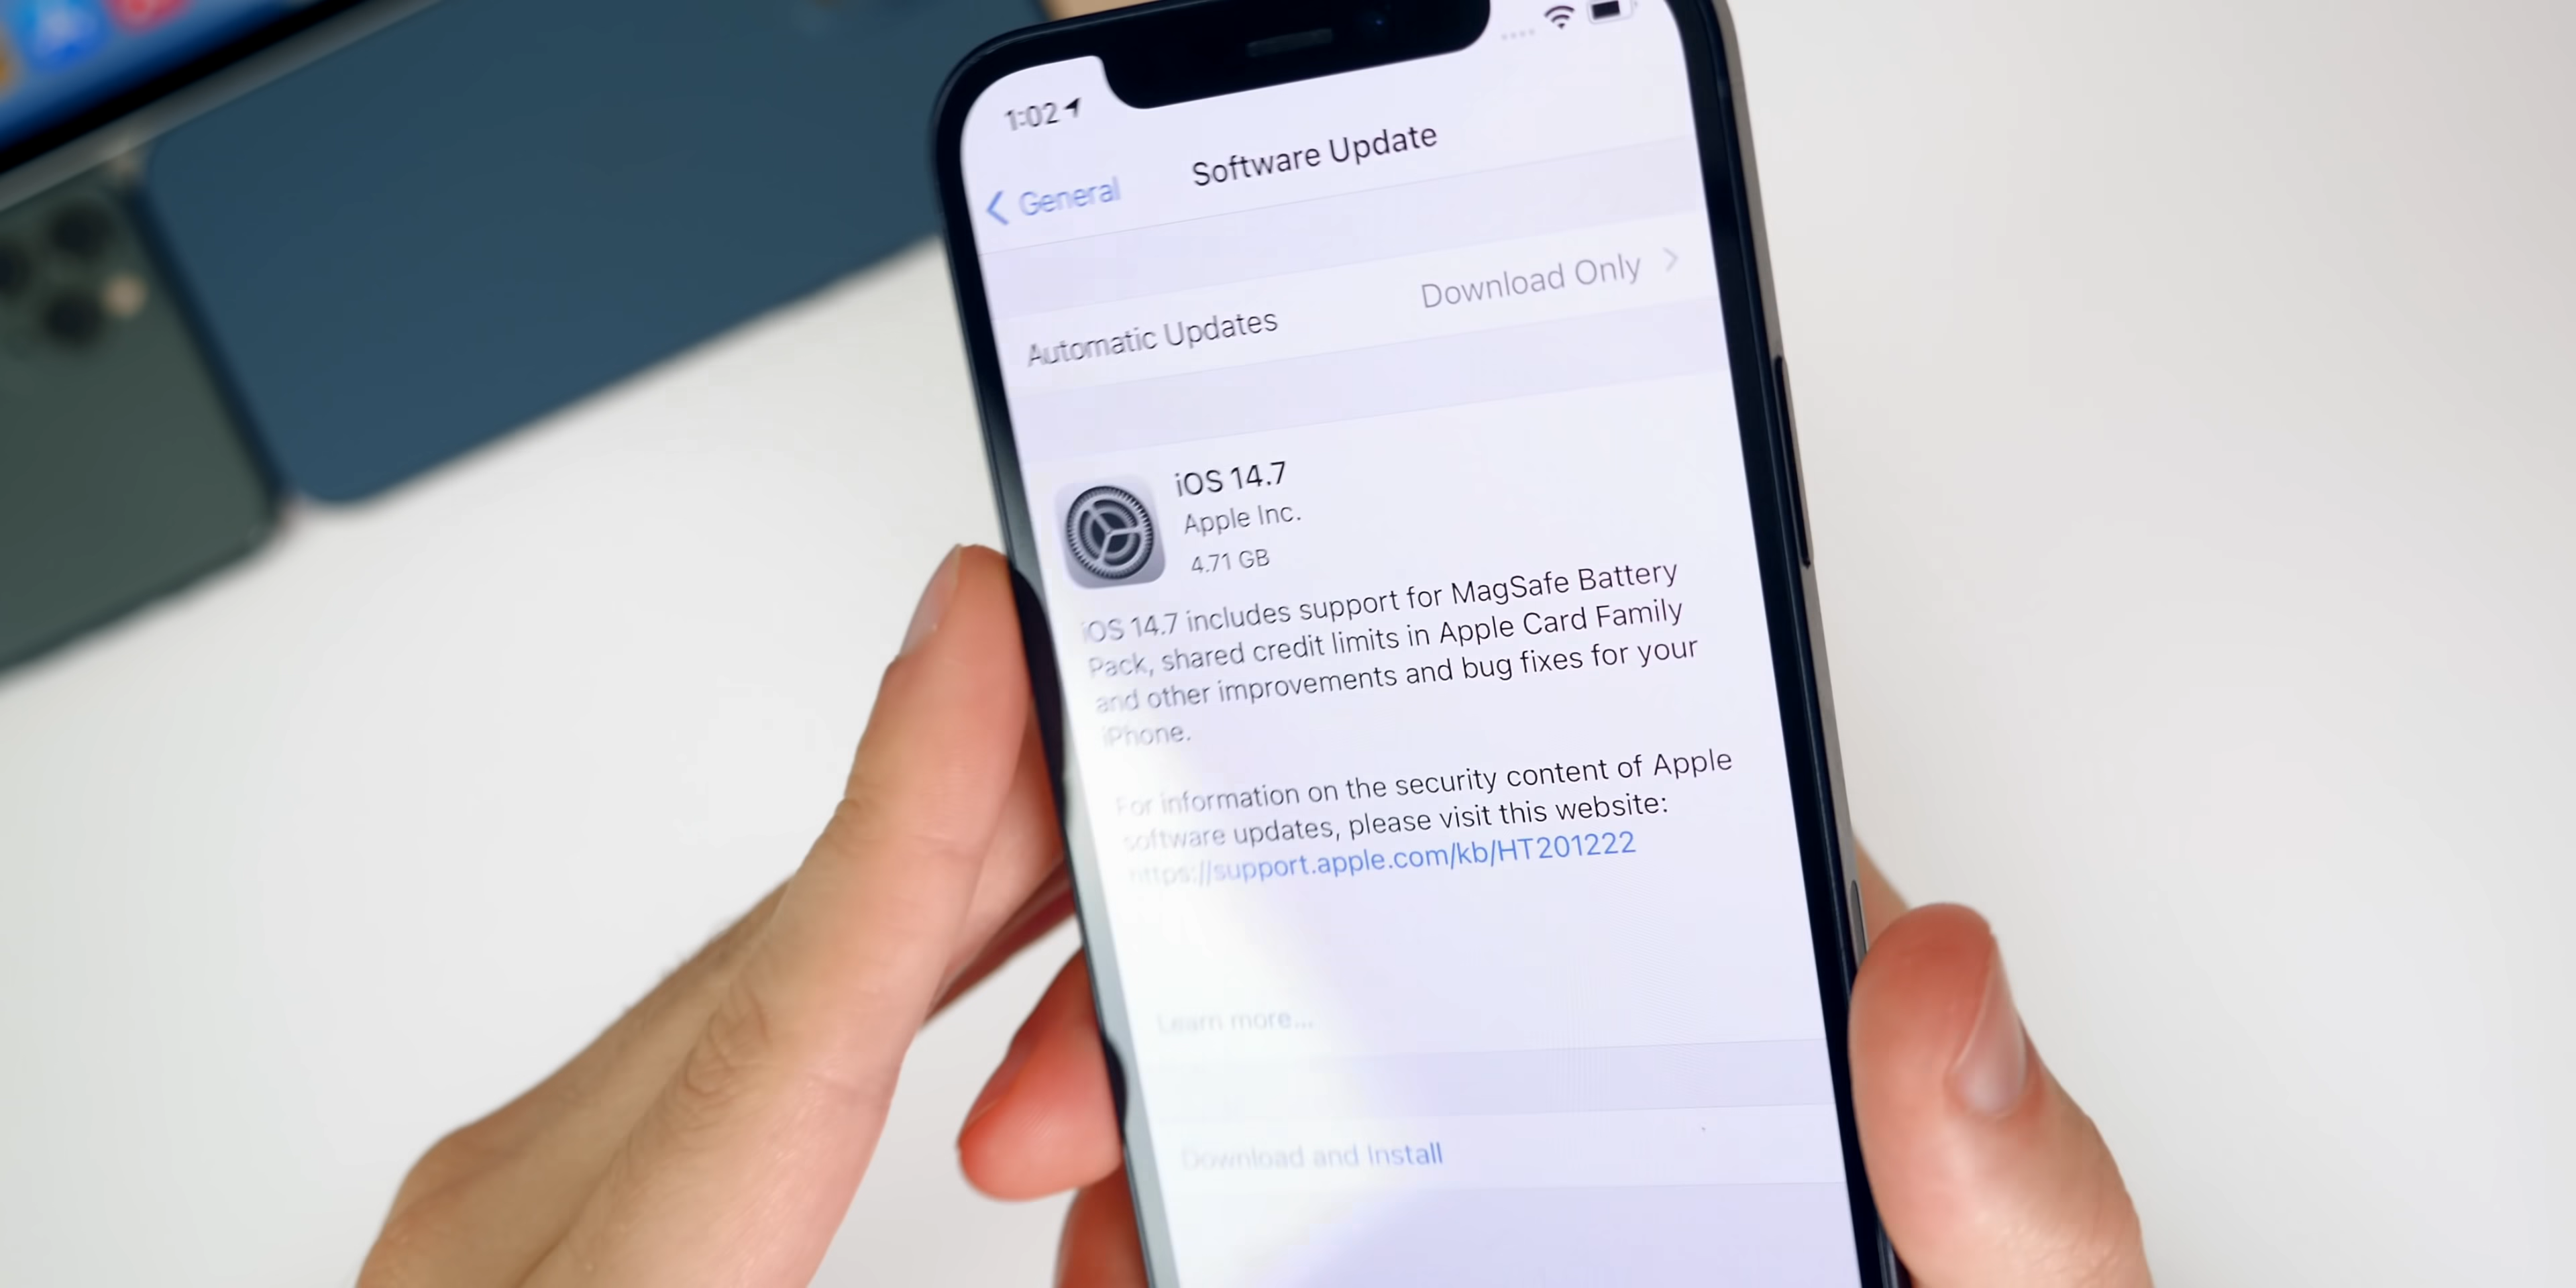 1:02
General
Software Update
Automatic Updates
Download Only
iOS 14.7
Apple Inc.
4.71 GB
iOS 14.7 includes support for MagSafe Battery
Pack, shared credit limits in Apple Card Family
and other improvements and bug fixes for your
iPhone.
For information on the security content of Apple
software updates, please visit this website:
https://support.apple.com/kb/HT201222
Learn more...
Download and Install